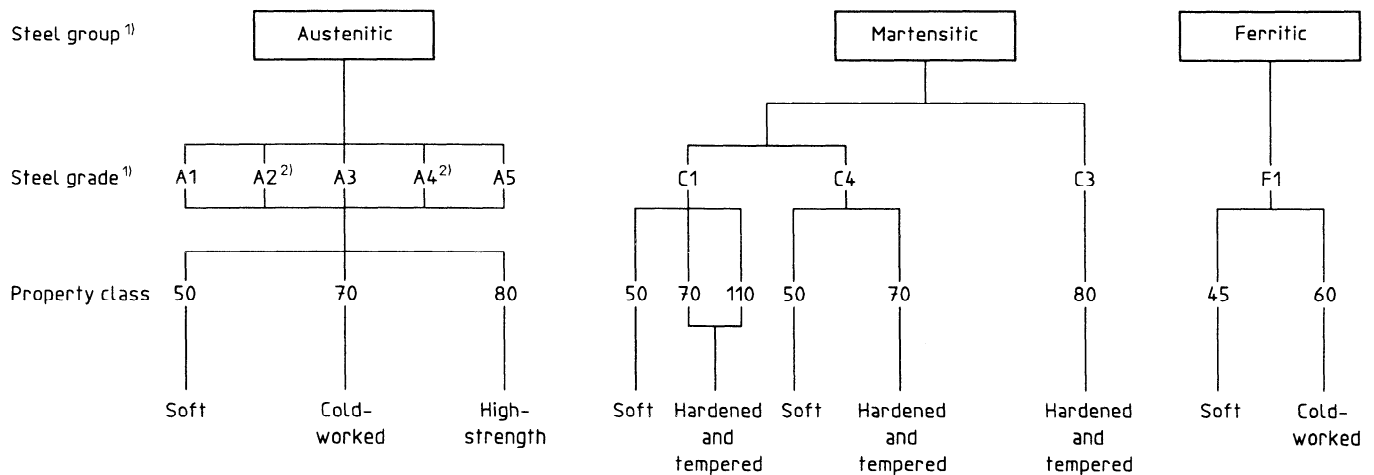 Steel group 1)
Austenitic
Martensitic
Ferritic
Steel grade 1)
A1
A2 2)
A3
A4 2)
A5
C1
C4
C3
F1
Property class
50
70
80
50
70
110
50
70
80
45
60
Soft
Cold-
worked
High-
strength
Soft
Hardened
and
tempered
Soft
Hardened
and
tempered
Hardened
and
tempered
Soft
Cold-
worked